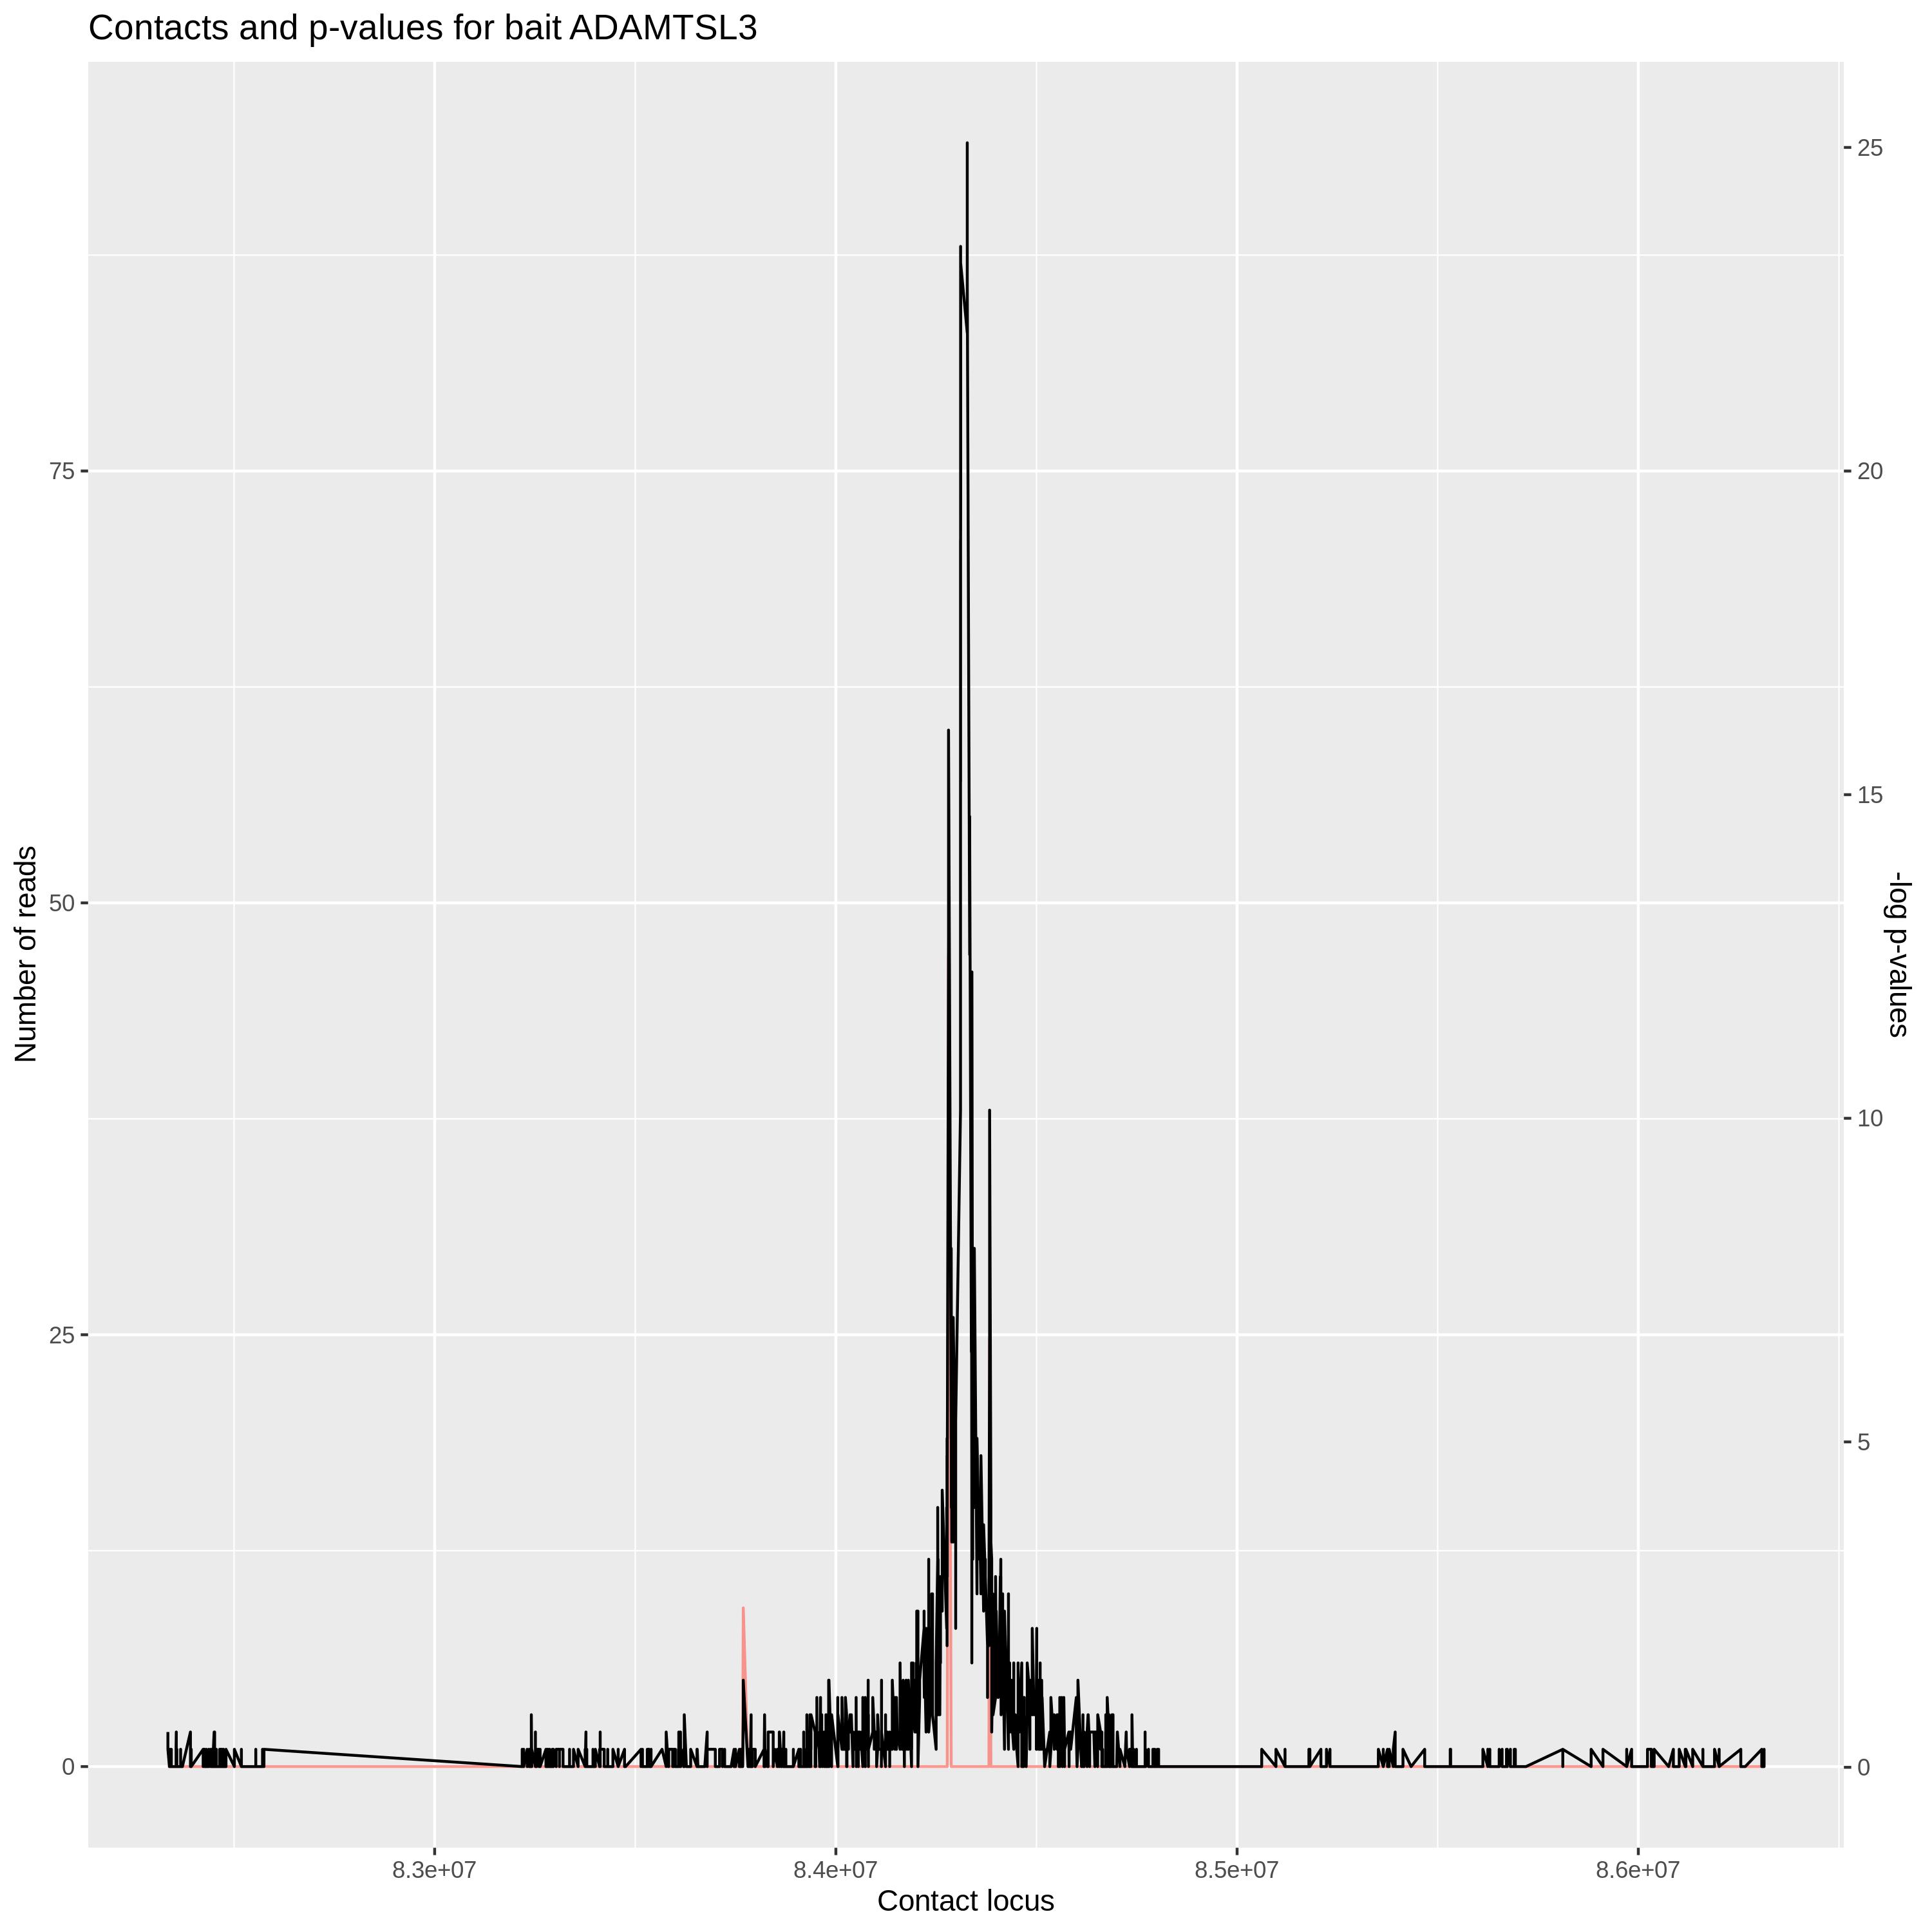 Contacts and p-values for bait ADAMTSL3
Number of reads
75
50
25
0
25
20
15
10
5
0
-log p-values
8.3e+07 8.4e+07 8.5e+07 8.6e+07
Contact locus